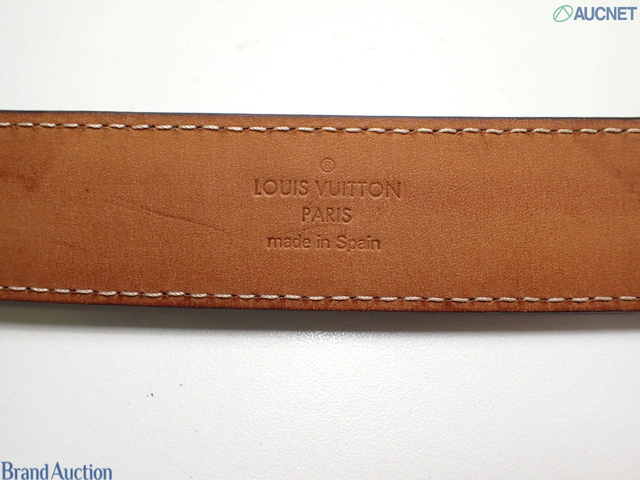 AUCNET
®
LOUIS VUITTON
PARIS
made in Spain
Brand Auction